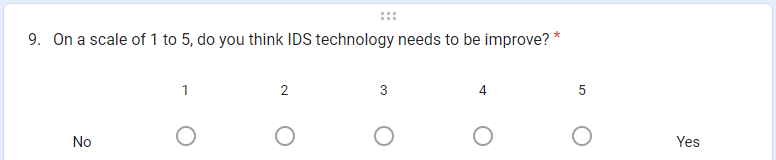 9. On a scale of 1 to 5, do you think IDS technology needs to be improve? *
1 2 3 4 5
No Yes